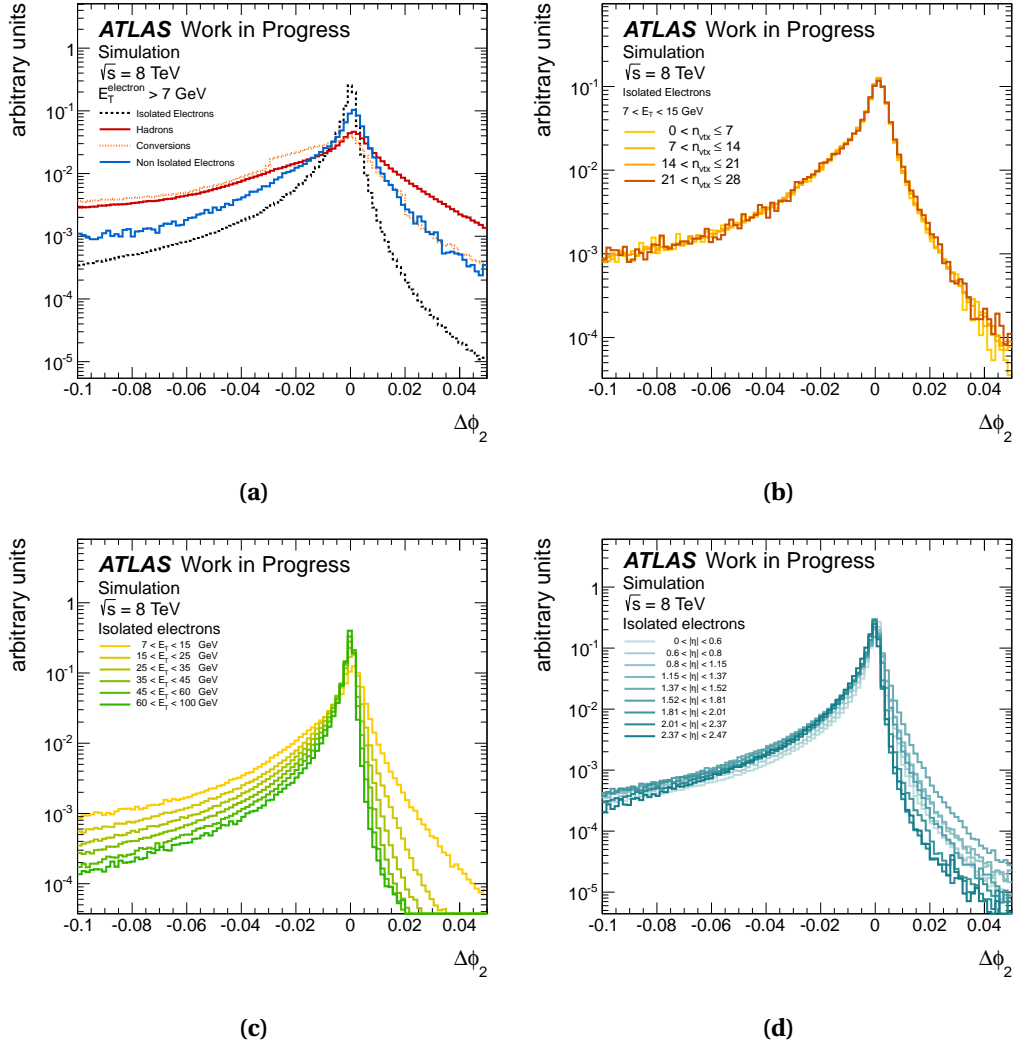 ATLAS Work in Progress
Simulation
√s = 8 TeV
E_T^electron > 7 GeV
Isolated Electrons
Hadrons
Conversions
Non Isolated Electrons
arbitrary units
1
10^-1
10^-2
10^-3
10^-4
10^-5
-0.1 -0.08 -0.06 -0.04 -0.02 0 0.02 0.04
Δϕ_2
(a)
ATLAS Work in Progress
Simulation
√s = 8 TeV
Isolated Electrons
7 < E_T < 15 GeV
0 < n_vtx ≤ 7
7 < n_vtx ≤ 14
14 < n_vtx ≤ 21
21 < n_vtx ≤ 28
arbitrary units
10^-1
10^-2
10^-3
10^-4
-0.1 -0.08 -0.06 -0.04 -0.02 0 0.02 0.04
Δϕ_2
(b)
ATLAS Work in Progress
Simulation
√s = 8 TeV
Isolated electrons
7 < E_T < 15 GeV
15 < E_T < 25 GeV
25 < E_T < 35 GeV
35 < E_T < 45 GeV
45 < E_T < 60 GeV
60 < E_T < 100 GeV
arbitrary units
1
10^-1
10^-2
10^-3
10^-4
-0.1 -0.08 -0.06 -0.04 -0.02 0 0.02 0.04
Δϕ_2
(c)
ATLAS Work in Progress
Simulation
√s = 8 TeV
Isolated electrons
0 < |η| < 0.6
0.6 < |η| < 0.8
0.8 < |η| < 1.15
1.15 < |η| < 1.37
1.37 < |η| < 1.52
1.52 < |η| < 1.81
1.81 < |η| < 2.01
2.01 < |η| < 2.37
2.37 < |η| < 2.47
arbitrary units
1
10^-1
10^-2
10^-3
10^-4
10^-5
-0.1 -0.08 -0.06 -0.04 -0.02 0 0.02 0.04
Δϕ_2
(d)